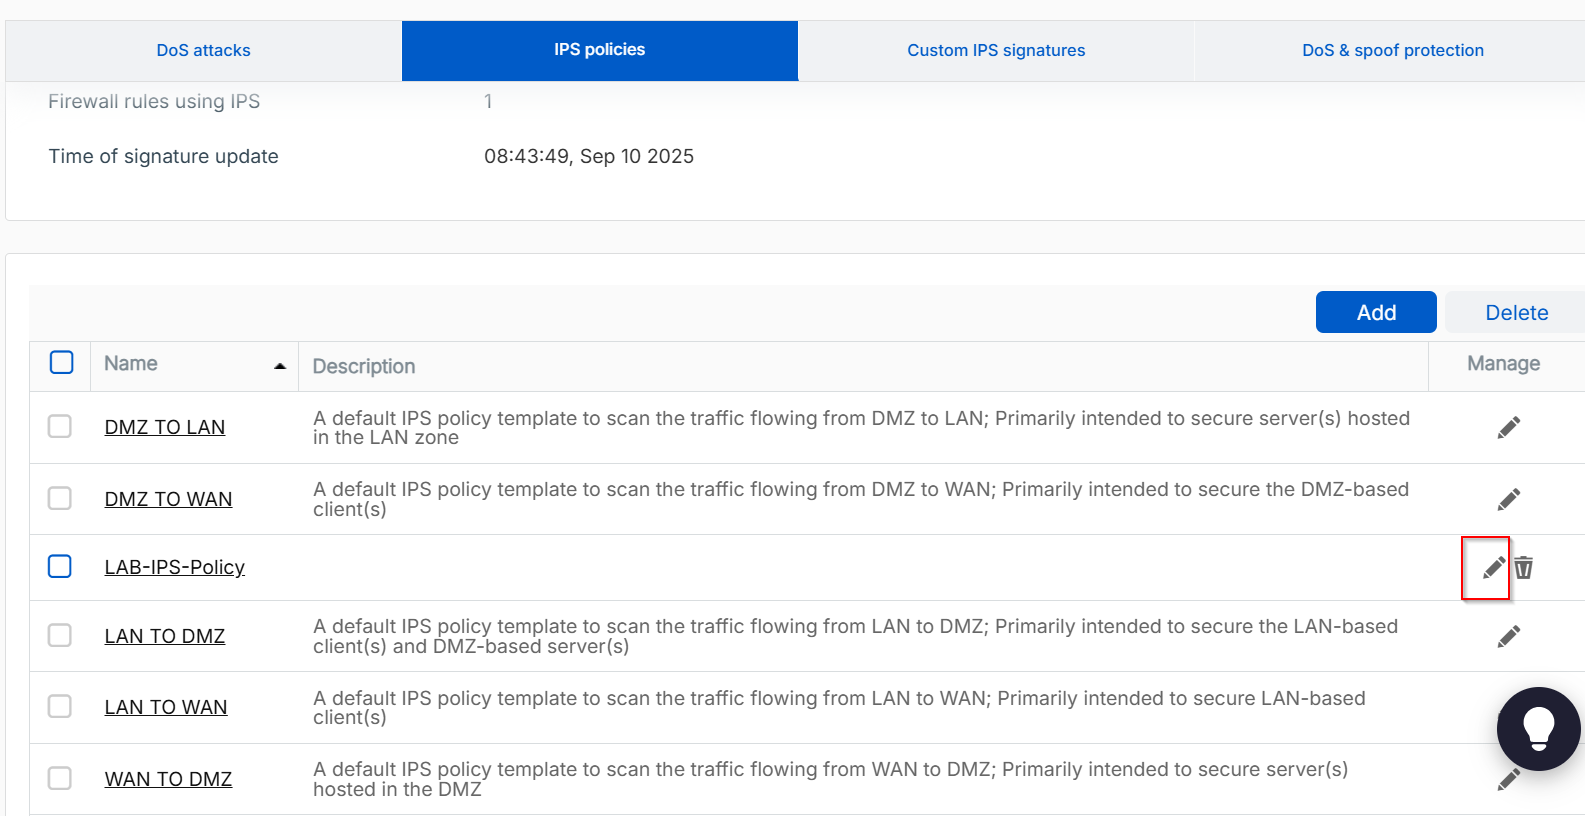 DoS attacks
IPS policies
Custom IPS signatures
DoS & spoof protection
Firewall rules using IPS
1
Time of signature update
08:43:49, Sep 10 2025
Add
Delete
Name
Description
Manage
DMZ TO LAN
A default IPS policy template to scan the traffic flowing from DMZ to LAN; Primarily intended to secure server(s) hosted
in the LAN zone
DMZ TO WAN
A default IPS policy template to scan the traffic flowing from DMZ to WAN; Primarily intended to secure the DMZ-based
client(s)
LAB-IPS-Policy
LAN TO DMZ
A default IPS policy template to scan the traffic flowing from LAN to DMZ; Primarily intended to secure the LAN-based
client(s) and DMZ-based server(s)
LAN TO WAN
A default IPS policy template to scan the traffic flowing from LAN to WAN; Primarily intended to secure LAN-based
client(s)
WAN TO DMZ
A default IPS policy template to scan the traffic flowing from WAN to DMZ; Primarily intended to secure server(s)
hosted in the DMZ